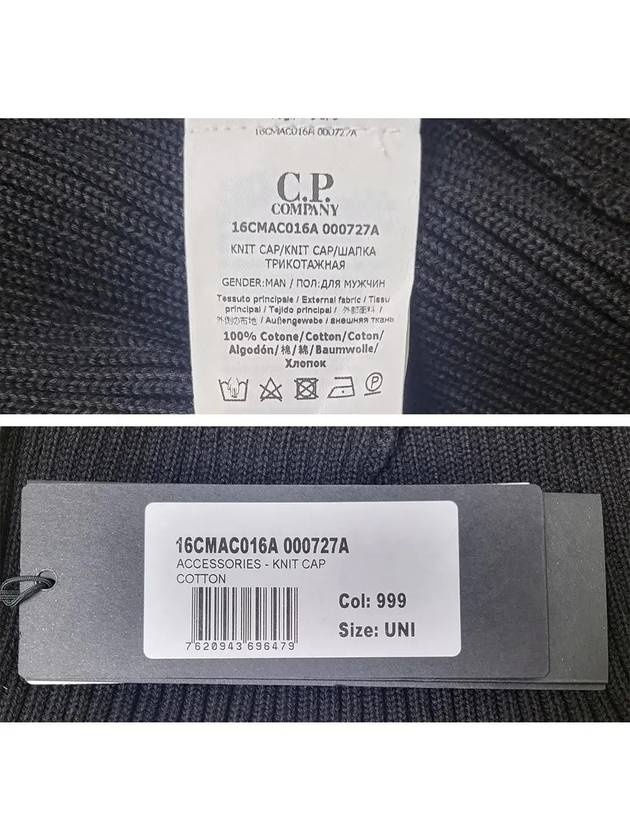 16CMAC016A 000727A
C.P.
COMPANY
16CMAC016A 000727A
KNIT CAP/KNIT CAP/ШАПКА
ТРИКОТАЖНАЯ
GENDER:MAN / ПОЛ:ДЛЯ МУЖЧИН
Tessuto principale / External fabric / Tissu
principal / Tejido principal / 外部面料 /
外側の布地 / Außengewebe / внешняя ткань
100% Cotone/Cotton/Coton/
Algodón/棉/綿/Baumwolle/
Хлопок
P
16CMAC016A 000727A
ACCESSORIES - KNIT CAP
COTTON
Col: 999
Size: UNI
7620943696479